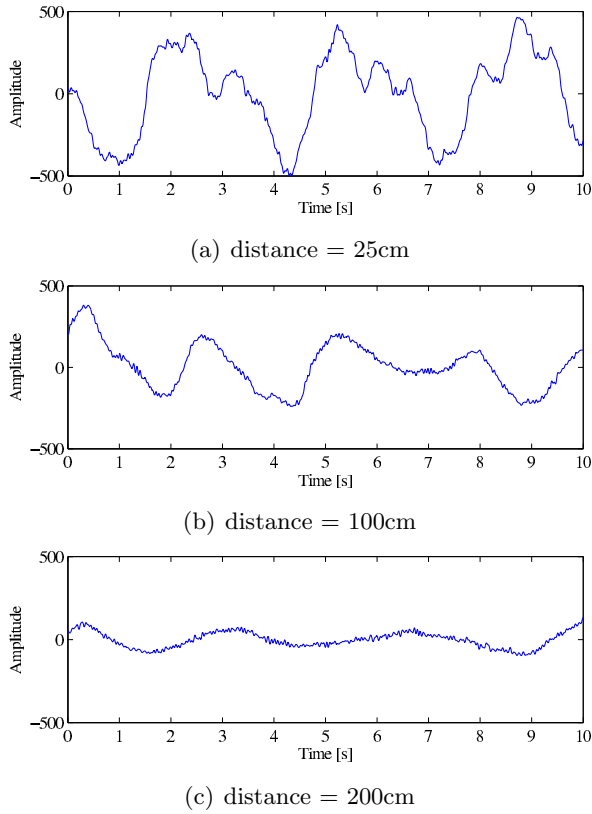 500
0
−500
Amplitude
0 1 2 3 4 5 6 7 8 9 10
Time [s]
(a) distance = 25cm
500
0
−500
Amplitude
0 1 2 3 4 5 6 7 8 9 10
Time [s]
(b) distance = 100cm
500
0
−500
Amplitude
0 1 2 3 4 5 6 7 8 9 10
Time [s]
(c) distance = 200cm